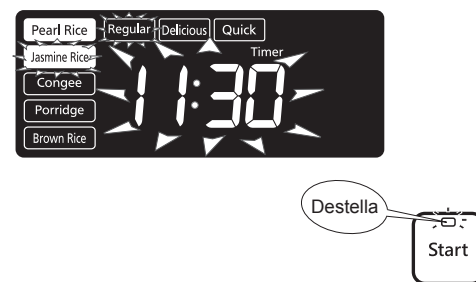 Pearl Rice Regular Delicious Quick
Jasmine Rice Timer
Congee 11:30
Porridge
Brown Rice
Destella
Start